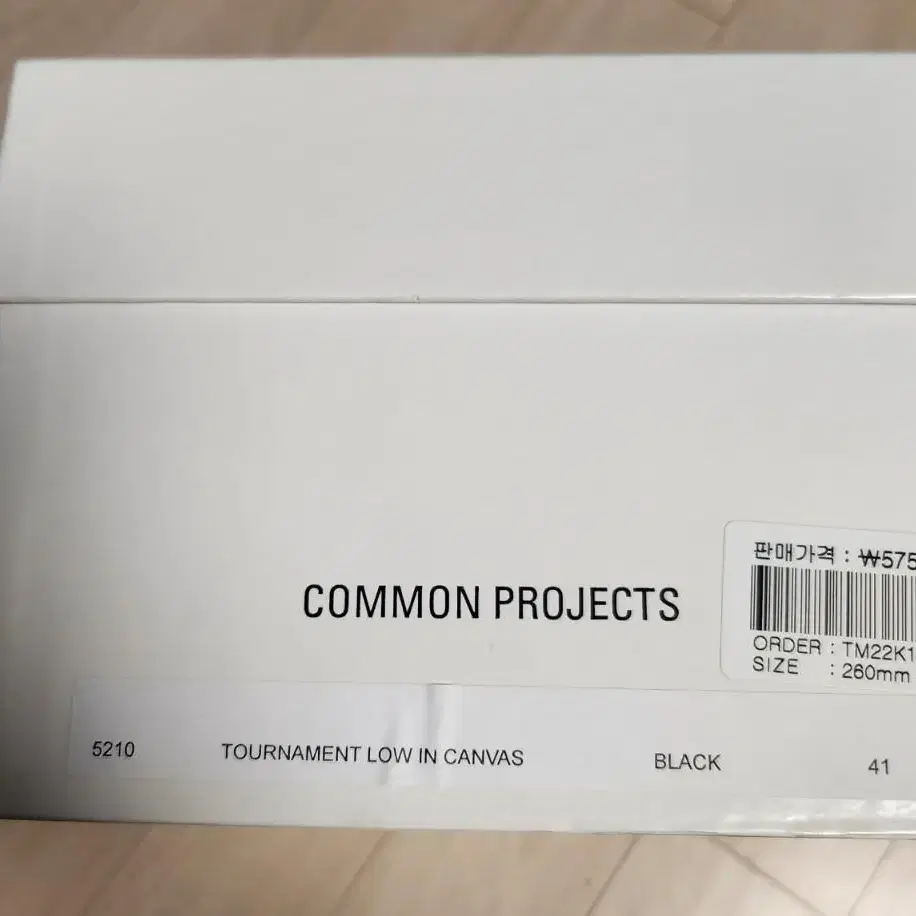 COMMON PROJECTS
판매가격 : ₩575
ORDER : TM22K1
SIZE : 260mm
5210 TOURNAMENT LOW IN CANVAS BLACK 41